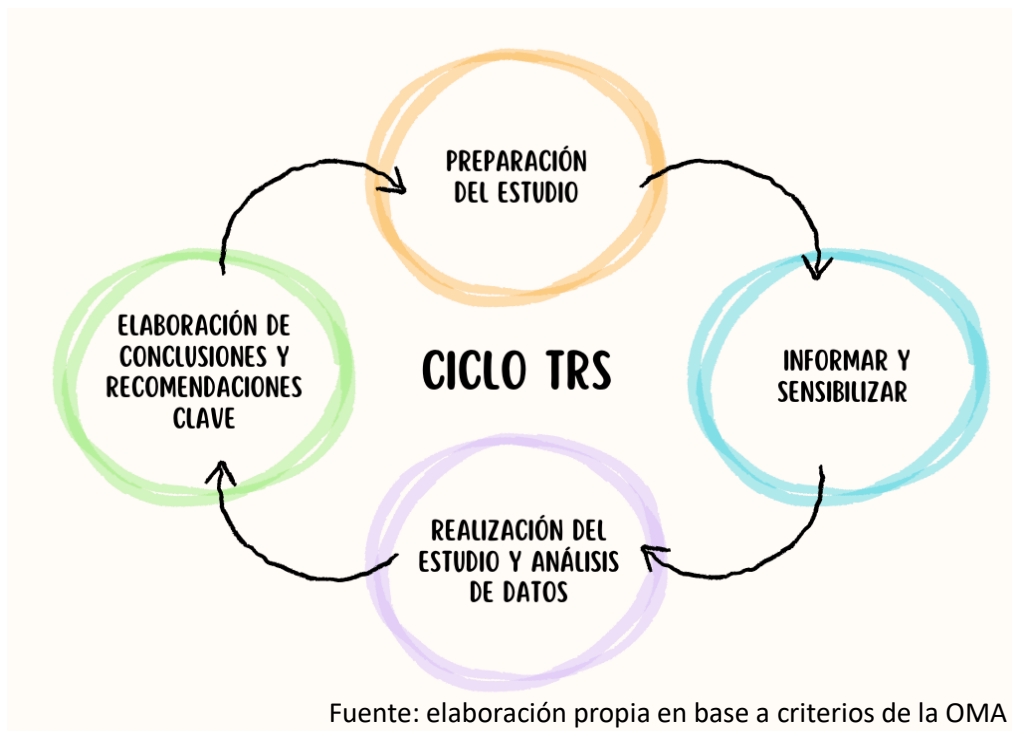 PREPARACIÓN
DEL ESTUDIO
INFORMAR Y
SENSIBILIZAR
REALIZACIÓN DEL
ESTUDIO Y ANÁLISIS
DE DATOS
ELABORACIÓN DE
CONCLUSIONES Y
RECOMENDACIONES
CLAVE
CICLO TRS
Fuente: elaboración propia en base a criterios de la OMA